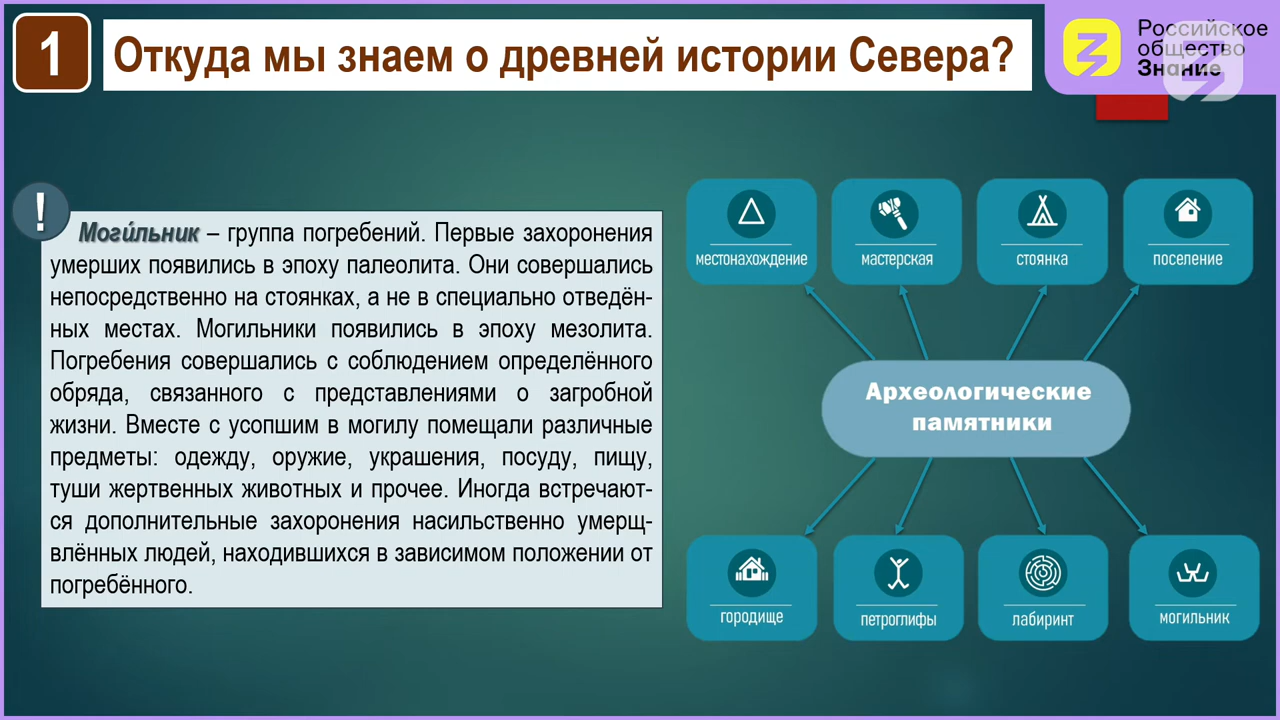 1
Откуда мы знаем о древней истории Севера?
Российское
общество
Знание
!
Моги́льник – группа погребений. Первые захоронения
умерших появились в эпоху палеолита. Они совершались
непосредственно на стоянках, а не в специально отведён-
ных местах. Могильники появились в эпоху мезолита.
Погребения совершались с соблюдением определённого
обряда, связанного с представлениями о загробной
жизни. Вместе с усопшим в могилу помещали различные
предметы: одежду, оружие, украшения, посуду, пищу,
туши жертвенных животных и прочее. Иногда встречают-
ся дополнительные захоронения насильственно умерщ-
влённых людей, находившихся в зависимом положении от
погребённого.
местонахождение
мастерская
стоянка
поселение
Археологические
памятники
городище
петроглифы
лабиринт
могильник